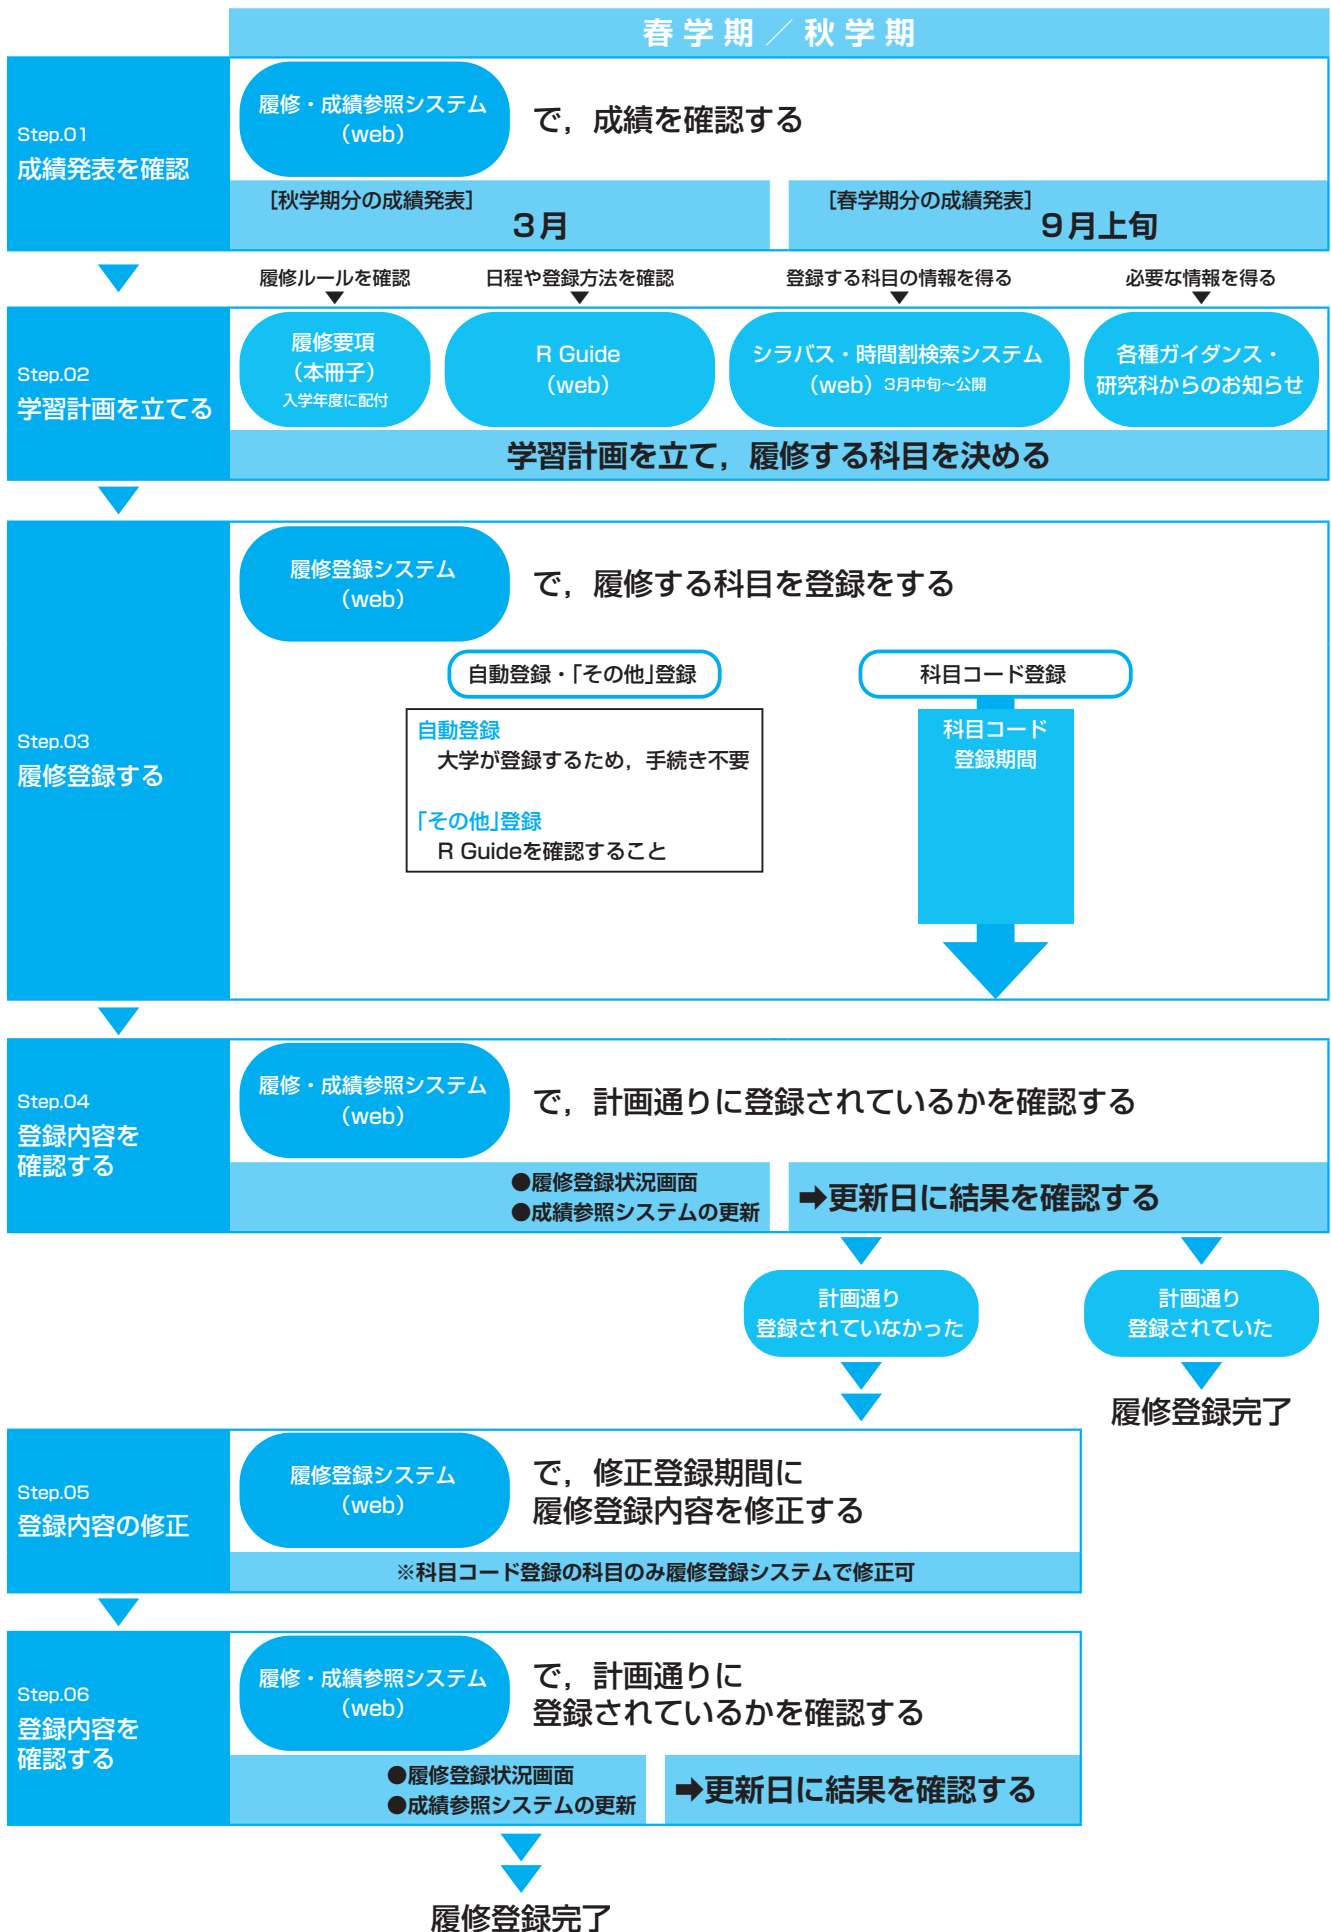 春学期／秋学期
Step.01
成績発表を確認
履修・成績参照システム
（web）
で，成績を確認する
［秋学期分の成績発表］
3月
［春学期分の成績発表］
9月上旬
履修ルールを確認
日程や登録方法を確認
登録する科目の情報を得る
必要な情報を得る
Step.02
学習計画を立てる
履修要項
（本冊子）
入学年度に配付
R Guide
（web）
シラバス・時間割検索システム
（web）3月中旬〜公開
各種ガイダンス・
研究科からのお知らせ
学習計画を立て，履修する科目を決める
Step.03
履修登録する
履修登録システム
（web）
で，履修する科目を登録をする
自動登録・「その他」登録
自動登録
大学が登録するため，手続き不要
「その他」登録
R Guideを確認すること
科目コード登録
科目コード
登録期間
Step.04
登録内容を
確認する
履修・成績参照システム
（web）
で，計画通りに登録されているかを確認する
●履修登録状況画面
●成績参照システムの更新
➡更新日に結果を確認する
計画通り
登録されていなかった
計画通り
登録されていた
履修登録完了
Step.05
登録内容の修正
履修登録システム
（web）
で，修正登録期間に
履修登録内容を修正する
※科目コード登録の科目のみ履修登録システムで修正可
Step.06
登録内容を
確認する
履修・成績参照システム
（web）
で，計画通りに
登録されているかを確認する
●履修登録状況画面
●成績参照システムの更新
➡更新日に結果を確認する
履修登録完了